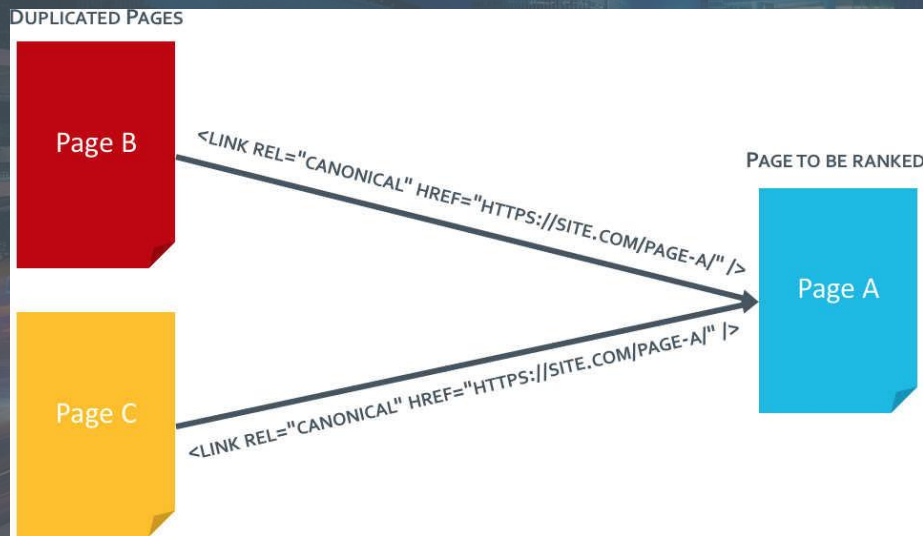 DUPLICATED PAGES
Page B
<LINK REL="CANONICAL" HREF="HTTPS://SITE.COM/PAGE-A/" />
PAGE TO BE RANKED
Page A
Page C
<LINK REL="CANONICAL" HREF="HTTPS://SITE.COM/PAGE-A/" |>